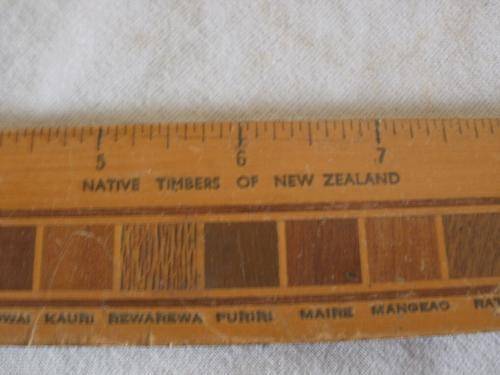 5 6 7
NATIVE TIMBERS OF NEW ZEALAND
KAURI REWAREWA PURIRI MAIRE MANGEAO